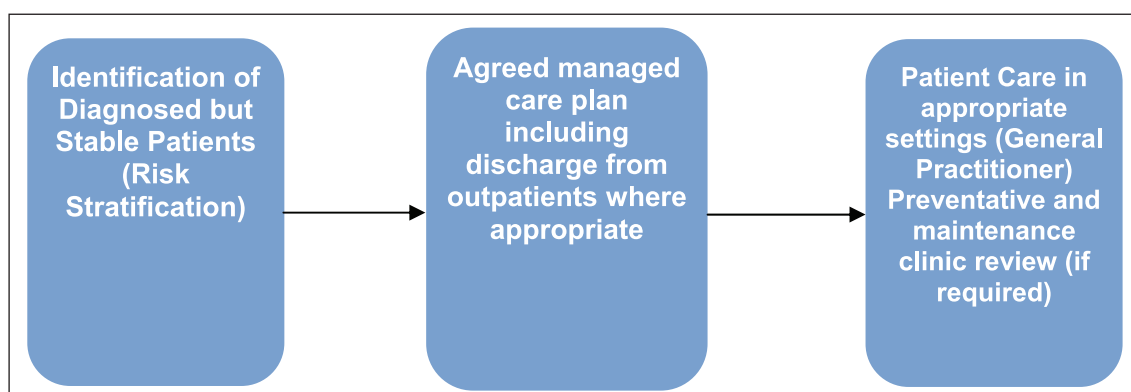 Identification of
Diagnosed but
Stable Patients
(Risk
Stratification)
Agreed managed
care plan
including
discharge from
outpatients where
appropriate
Patient Care in
appropriate
settings (General
Practitioner)
Preventative and
maintenance
clinic review (if
required)